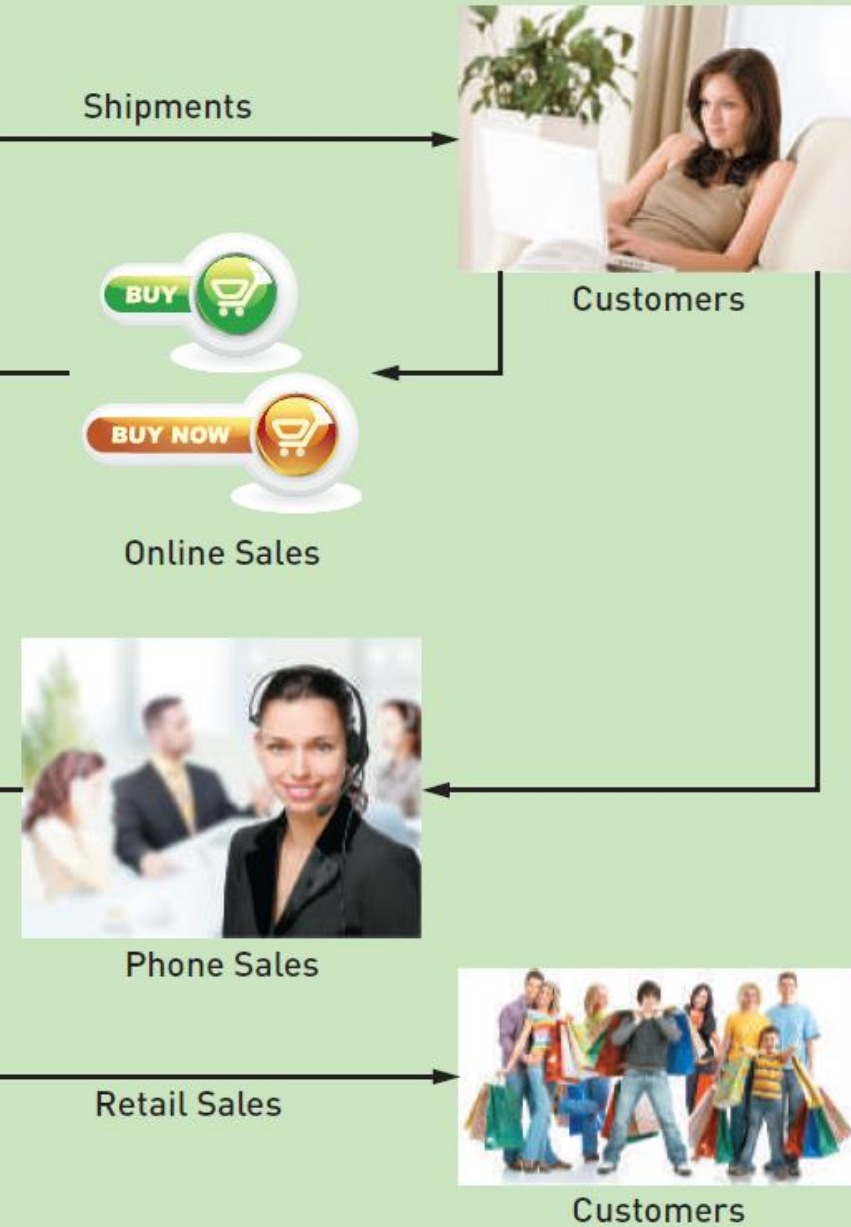 Shipments
Customers
BUY
BUY NOW
Online Sales
Phone Sales
Retail Sales
Customers